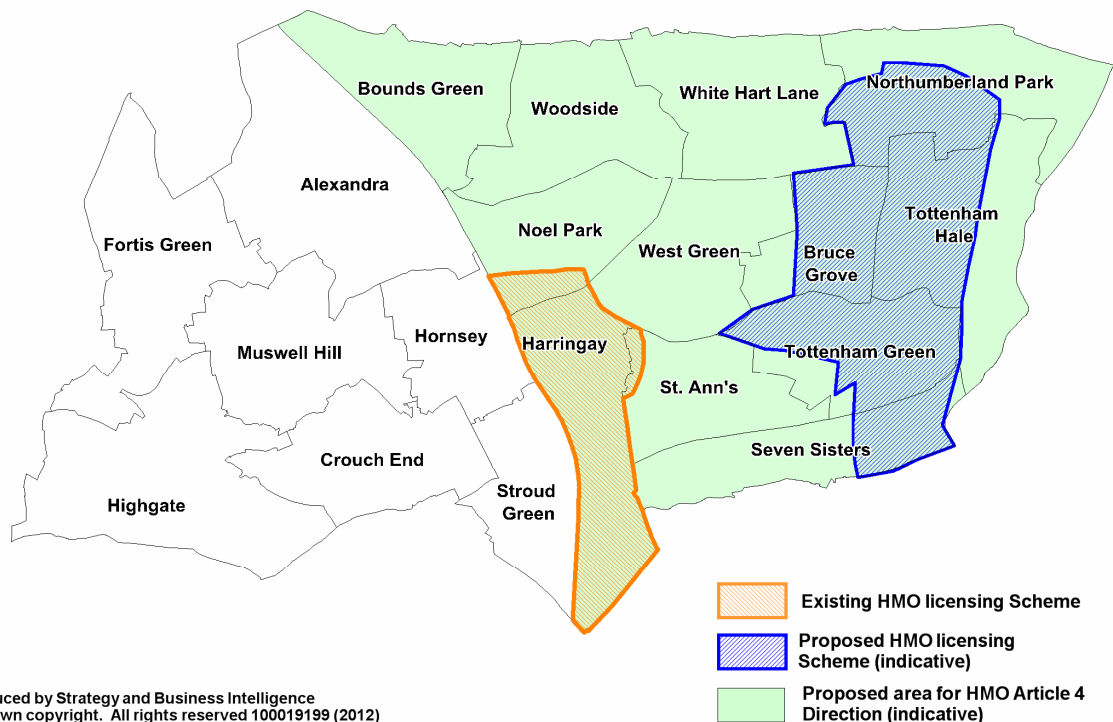 Bounds Green
Woodside
White Hart Lane
Northumberland Park
Alexandra
Fortis Green
Noel Park
West Green
Bruce
Grove
Tottenham
Hale
Muswell Hill
Hornsey
Harringay
Tottenham Green
St. Ann's
Seven Sisters
Crouch End
Highgate
Stroud
Green
Existing HMO licensing Scheme
Proposed HMO licensing
Scheme (indicative)
Proposed area for HMO Article 4
Direction (indicative)
uced by Strategy and Business Intelligence
wn copyright. All rights reserved 100019199 (2012)